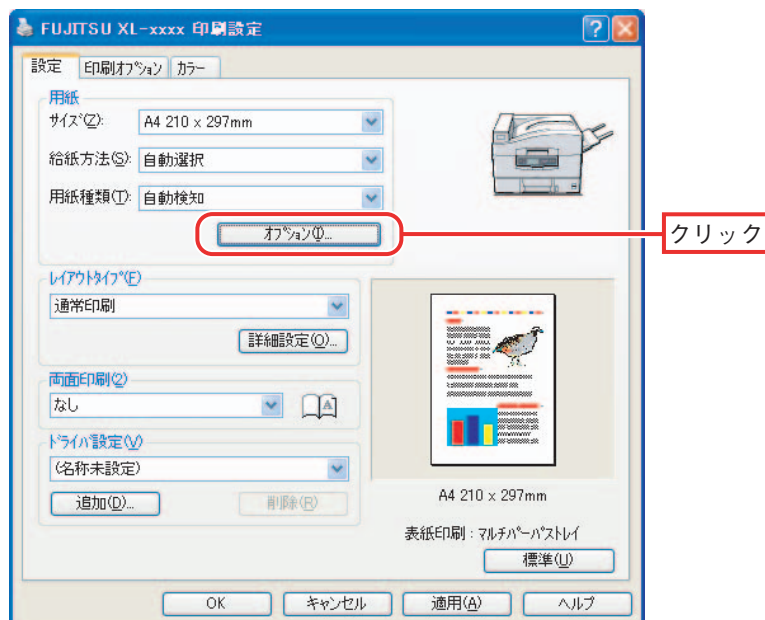 FUJITSU XL-xxxx 印刷設定
設定 印刷オプション カラー
用紙
サイズ(Z): A4 210 x 297mm
給紙方法(S): 自動選択
用紙種類(T): 自動検知
オプション(I)...
クリック
レイアウトタイプ(F)
通常印刷
詳細設定(O)...
両面印刷(2)
なし
A
ドライバ設定(V)
(名称未設定)
追加(D)... 削除(R)
A4 210 x 297mm
表紙印刷 : マルチパーパストレイ
標準(U)
OK キャンセル 適用(A) ヘルプ